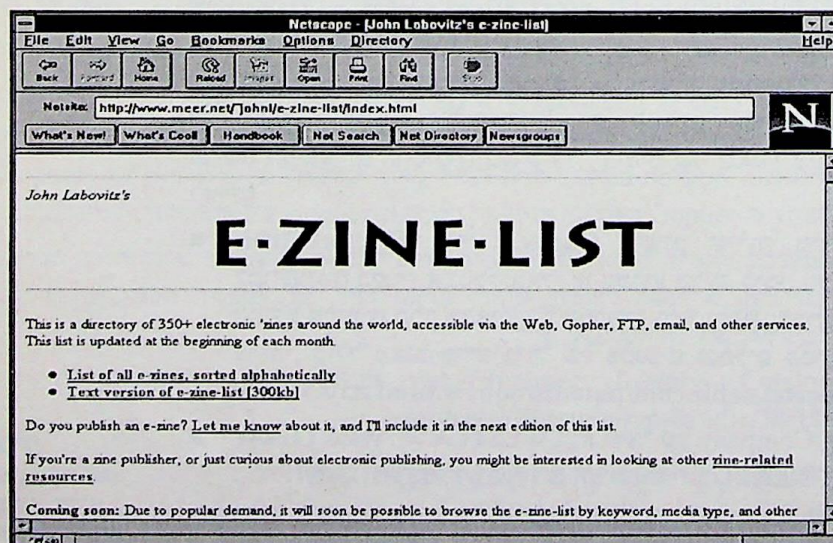 Netscape - [John Labovitz's e-zine-list]
File Edit View Go Bookmarks Options Directory Help
Back Forward Home Reload Images Open Print Find Stop
Netsite: http://www.meer.net/~johnl/e-zine-list/index.html
What's New! What's Cool! Handbook Net Search Net Directory Newsgroups
N
John Labovitz's
E·ZINE·LIST
This is a directory of 350+ electronic 'zines around the world, accessible via the Web, Gopher, FTP, email, and other services.
This list is updated at the beginning of each month.
• List of all e-zines, sorted alphabetically
• Text version of e-zine-list [300kb]
Do you publish an e-zine? Let me know about it, and I'll include it in the next edition of this list.
If you're a zine publisher, or just curious about electronic publishing, you might be interested in looking at other zine-related
resources.
Coming soon: Due to popular demand, it will soon be possible to browse the e-zine-list by keyword, media type, and other